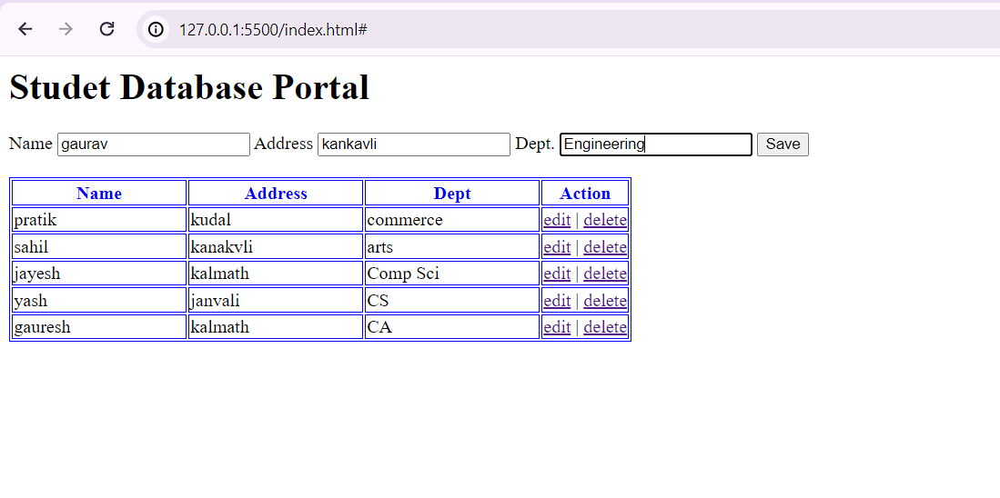 127.0.0.1:5500/index.html#
Studet Database Portal
Name gaurav Address kankavli Dept. Engineering Save
Name Address Dept Action
pratik kudal commerce edit | delete
sahil kanakvli arts edit | delete
jayesh kalmath Comp Sci edit | delete
yash janvali CS edit | delete
gauresh kalmath CA edit | delete